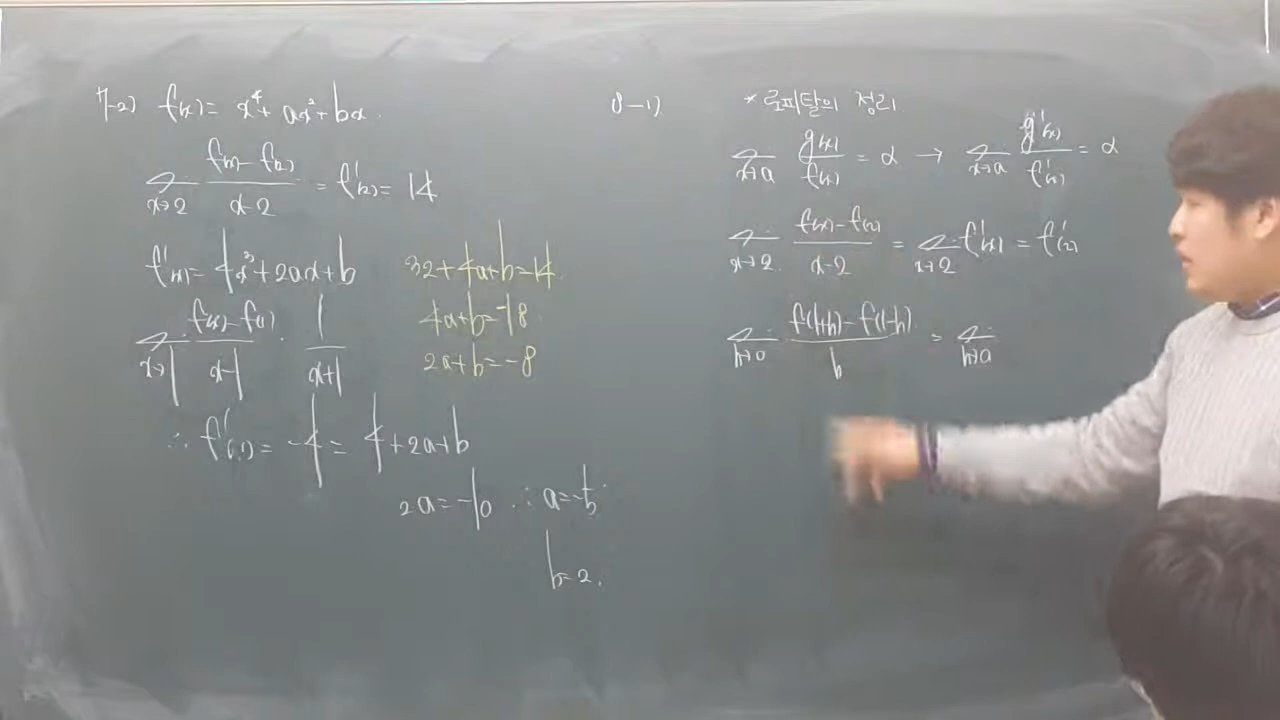 7-2) f(x)= x⁴+ax²+bx.
lim x→2 (f(x)-f(2))/(x-2) = f'(2)= 14
f'(x)= 4x³+2ax+b
32+4a+b=14
4a+b=-18
2a+b=-8
lim x→1 (f(x)-f(1))/(x-1) · 1/(x+1)
∴ f'(1)= -4 = 4+2a+b
2a=-10 ∴ a=-5
b=2.
8-1) * 로피탈의 정리
lim x→a g(x)/f(x) = α → lim x→a g'(x)/f'(x) = α
lim x→2 (f(x)-f(2))/(x-2) = lim x→2 f'(x) = f'(2)
lim h→0 (f(1+h)-f(1-h))/h = lim h→0